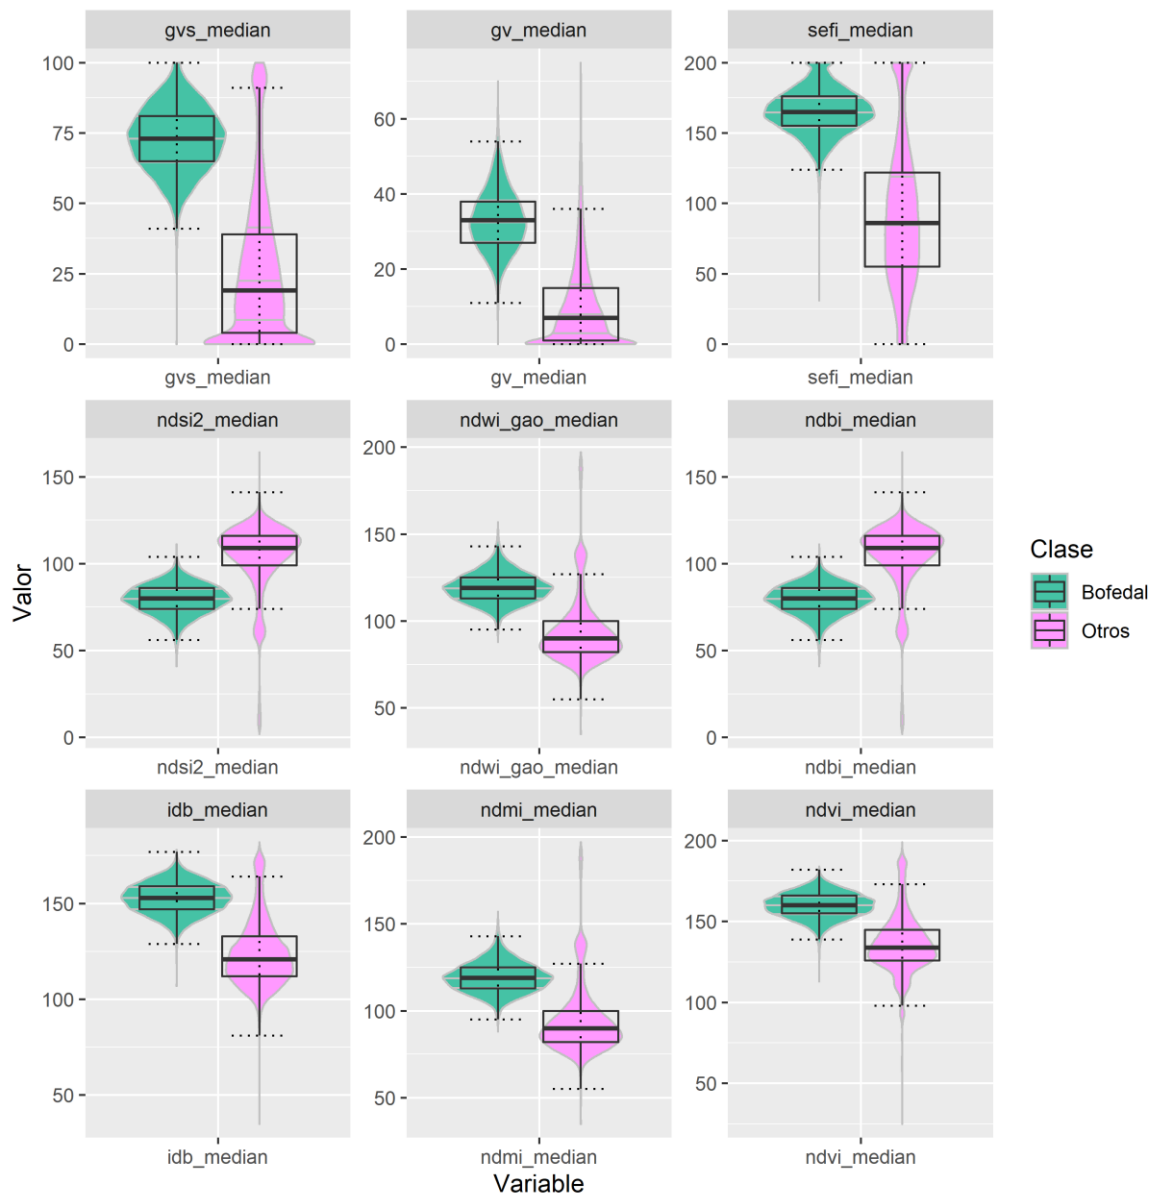 gvs_median gv_median sefi_median
100 75 50 25 0
60 40 20 0
200 150 100 50 0
gvs_median gv_median sefi_median
ndsi2_median ndwi_gao_median ndbi_median
150 100 50 0
200 150 100 50
150 100 50 0
ndsi2_median ndwi_gao_median ndbi_median
idb_median ndmi_median ndvi_median
150 100 50
200 150 100 50
200 150 100 50
idb_median ndmi_median ndvi_median
Valor
Variable
Clase
Bofedal
Otros